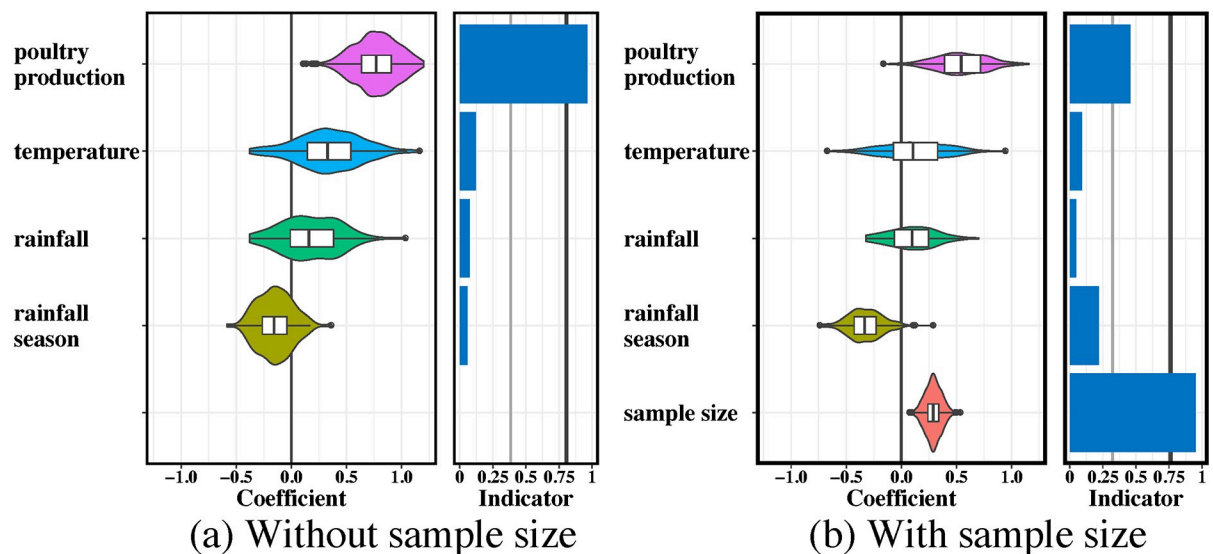 poultry
production
temperature
rainfall
rainfall
season
−1.0 −0.5 0.0 0.5 1.0
Coefficient
0 0.25 0.5 0.75 1
Indicator
(a) Without sample size
poultry
production
temperature
rainfall
rainfall
season
sample size
−1.0 −0.5 0.0 0.5 1.0
Coefficient
0 0.25 0.5 0.75 1
Indicator
(b) With sample size